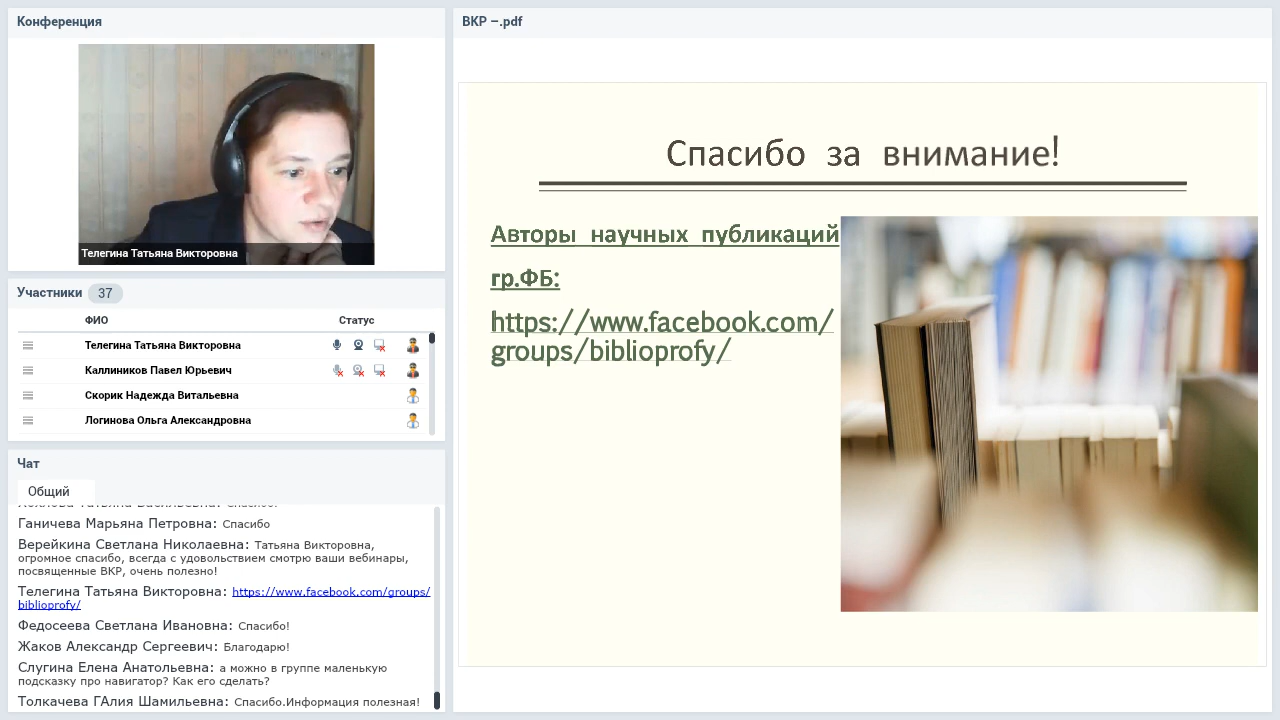 Конференция
Телегина Татьяна Викторовна
Участники 37
ФИО Статус
Телегина Татьяна Викторовна
Каллиников Павел Юрьевич
Скорик Надежда Витальевна
Логинова Ольга Александровна
Чат
Общий
Ганичева Марьяна Петровна: Спасибо
Верейкина Светлана Николаевна: Татьяна Викторовна,
огромное спасибо, всегда с удовольствием смотрю ваши вебинары,
посвященные ВКР, очень полезно!
Телегина Татьяна Викторовна: https://www.facebook.com/groups/
biblioprofy/
Федосеева Светлана Ивановна: Спасибо!
Жаков Александр Сергеевич: Благодарю!
Слугина Елена Анатольевна: а можно в группе маленькую
подсказку про навигатор? Как его сделать?
Толкачева ГАлия Шамильевна: Спасибо.Информация полезная!
ВКР –.pdf
Спасибо за внимание!
Авторы научных публикаций
гр.ФБ:
https://www.facebook.com/
groups/biblioprofy/